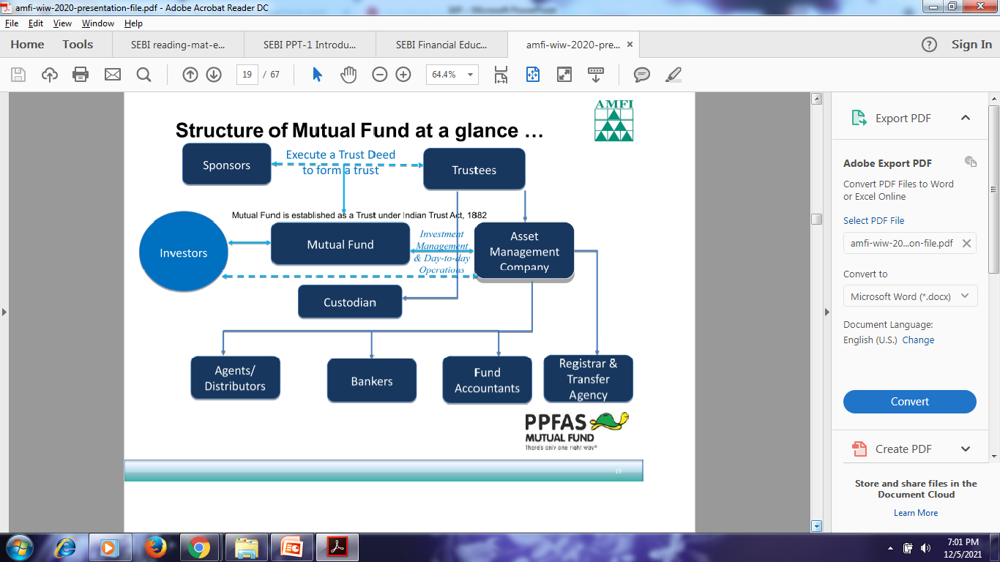 amfi-wiw-2020-presentation-file.pdf - Adobe Acrobat Reader DC
File Edit View Window Help
Home Tools SEBI reading-mat-e... SEBI PPT-1 Introdu... SEBI Financial Educ... amfi-wiw-2020-pre... ×
Sign In
19 / 67 64.4%
AMFI
Structure of Mutual Fund at a glance …
Sponsors
Execute a Trust Deed
to form a trust
Trustees
Mutual Fund is established as a Trust under Indian Trust Act, 1882
Investors
Mutual Fund
Investment
Management
& Day-to-day
Operations
Asset
Management
Company
Custodian
Agents/
Distributors
Bankers
Fund
Accountants
Registrar &
Transfer
Agency
PPFAS
MUTUAL FUND
There's only one right way®
19
Export PDF
Adobe Export PDF
Convert PDF Files to Word
or Excel Online
Select PDF File
amfi-wiw-20...on-file.pdf
Convert to
Microsoft Word (*.docx)
Document Language:
English (U.S.) Change
Convert
Create PDF
Store and share files in the
Document Cloud
Learn More
7:01 PM
12/5/2021